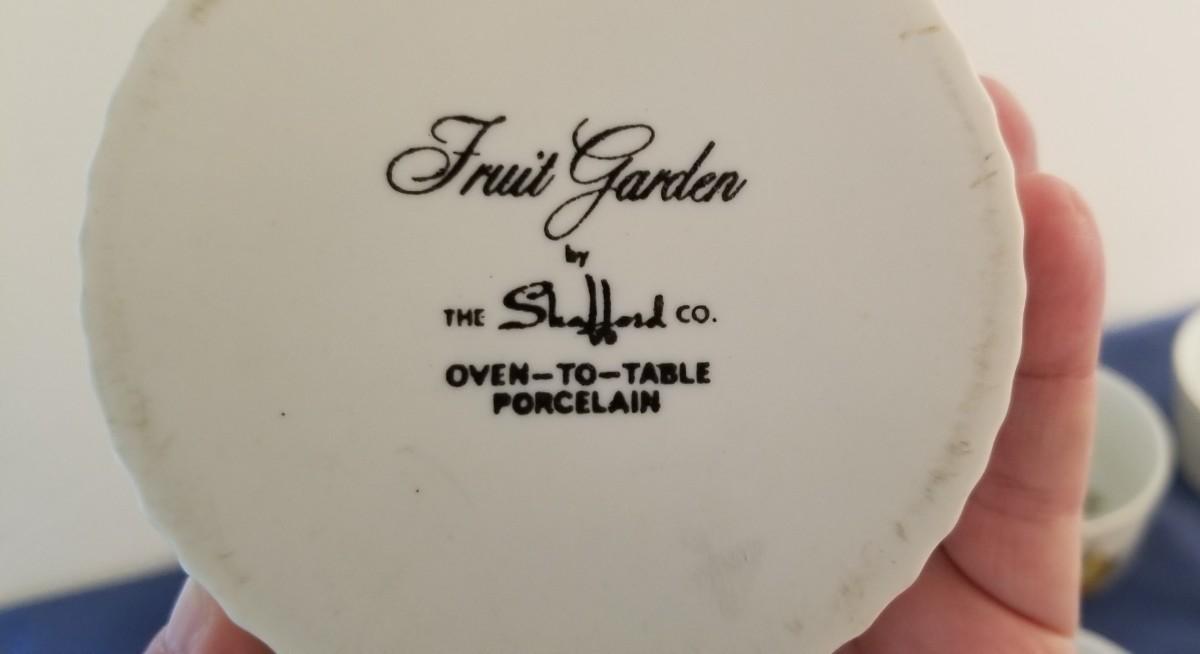 Fruit Garden
by
THE Shafford CO.
OVEN-TO-TABLE
PORCELAIN